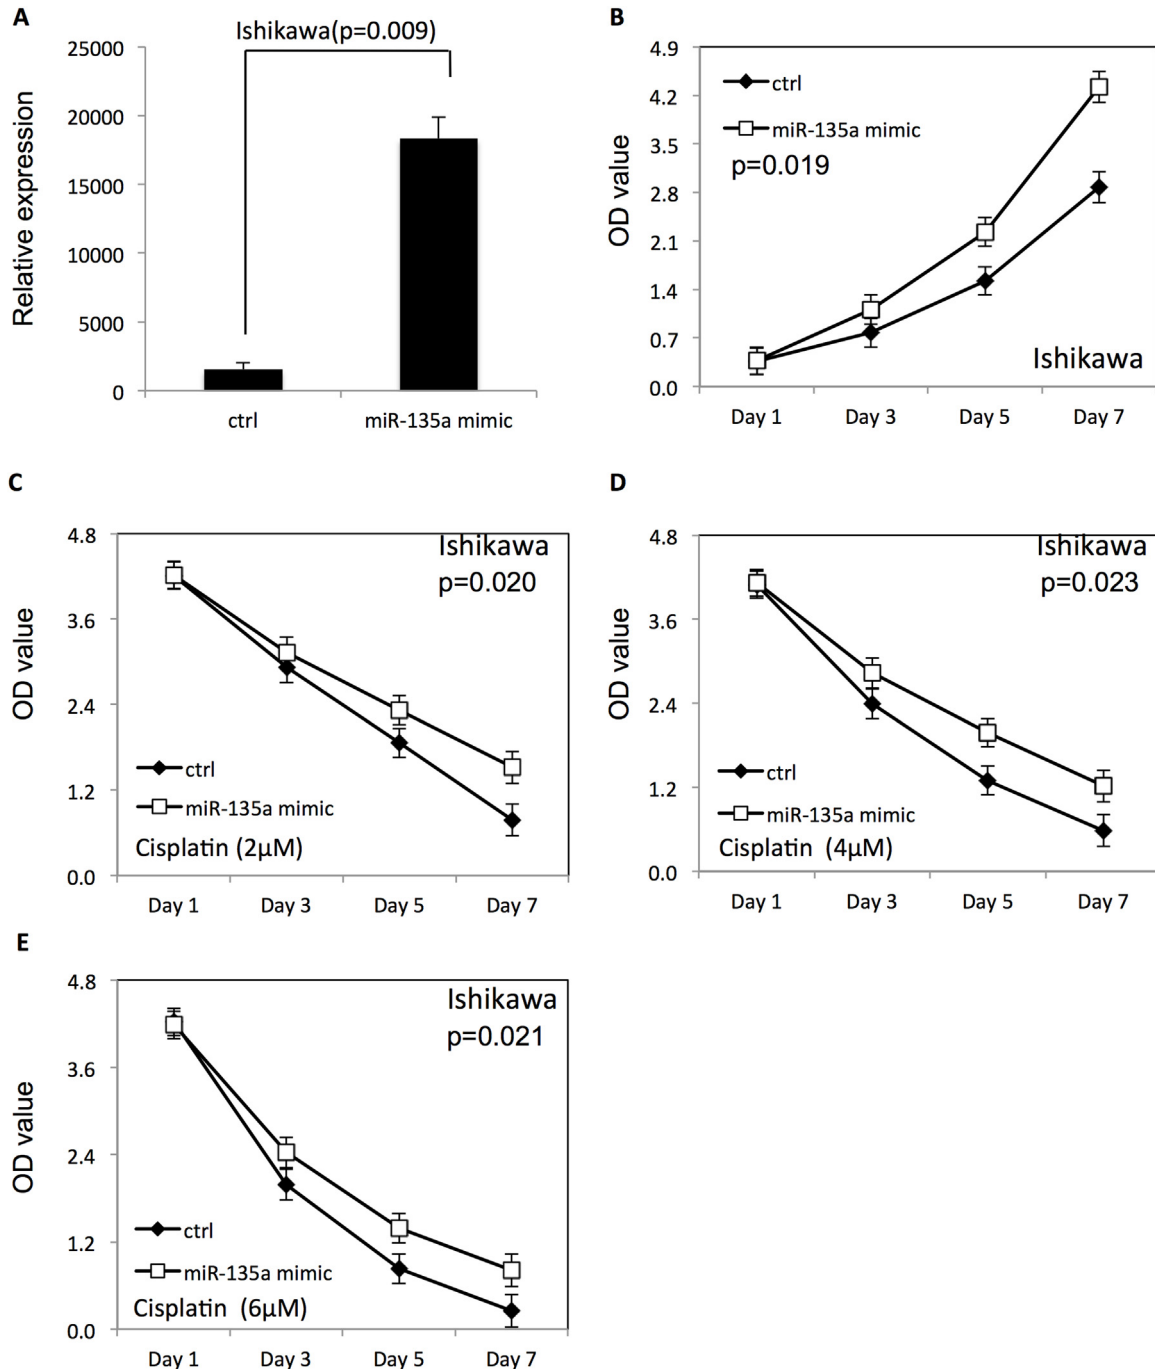 A
Ishikawa(p=0.009)
25000
20000
15000
10000
5000
0
Relative expression
ctrl
miR-135a mimic
B
4.9
4.2
3.5
2.8
2.1
1.4
0.7
0.0
OD value
ctrl
miR-135a mimic
p=0.019
Ishikawa
Day 1
Day 3
Day 5
Day 7
C
4.8
3.6
2.4
1.2
0.0
OD value
Ishikawa
p=0.020
ctrl
miR-135a mimic
Cisplatin (2µM)
Day 1
Day 3
Day 5
Day 7
D
4.8
3.6
2.4
1.2
0.0
OD value
Ishikawa
p=0.023
ctrl
miR-135a mimic
Cisplatin (4µM)
Day 1
Day 3
Day 5
Day 7
E
4.8
3.6
2.4
1.2
0.0
OD value
Ishikawa
p=0.021
ctrl
miR-135a mimic
Cisplatin (6µM)
Day 1
Day 3
Day 5
Day 7